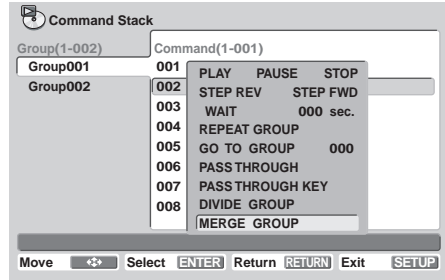 Command Stack
Group(1-002)
Command(1-001)
Group001
Group002
001
002
003
004
005
006
007
008
PLAY PAUSE STOP
STEP REV STEP FWD
WAIT 000 sec.
REPEAT GROUP
GO TO GROUP 000
PASS THROUGH
PASS THROUGH KEY
DIVIDE GROUP
MERGE GROUP
Move Select ENTER Return RETURN Exit SETUP